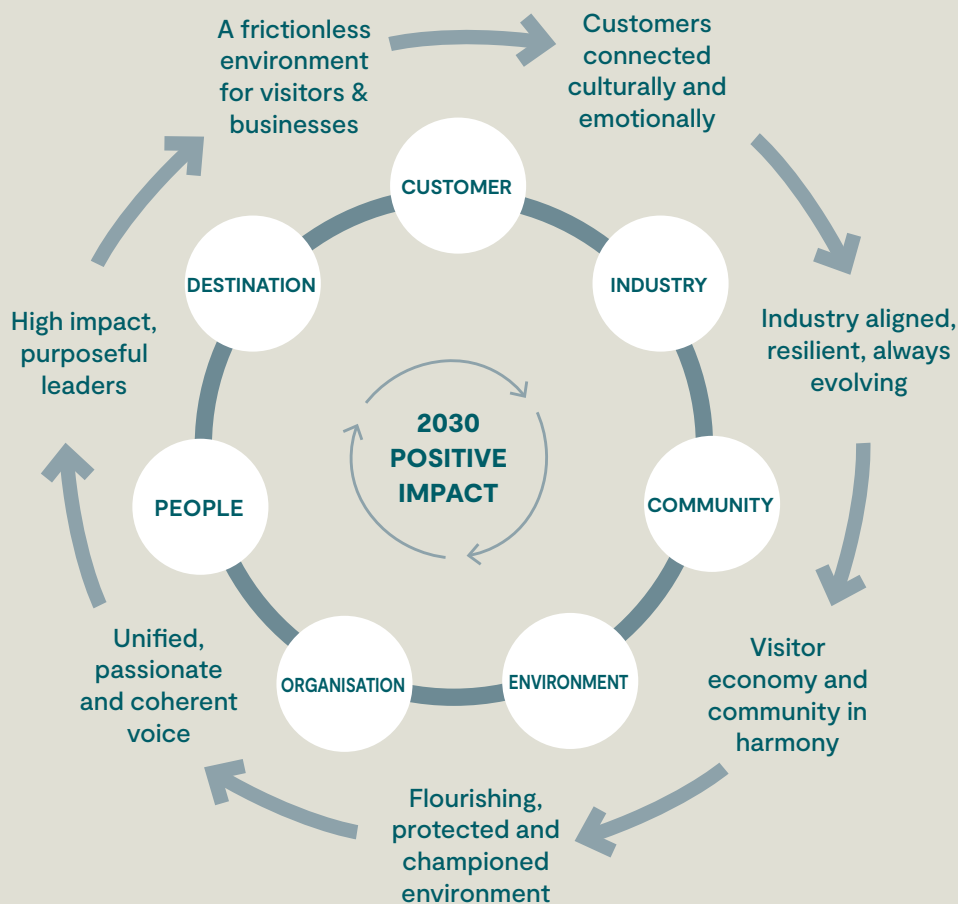 A frictionless
environment
for visitors &
businesses
Customers
connected
culturally and
emotionally
CUSTOMER
DESTINATION
INDUSTRY
High impact,
purposeful
leaders
Industry aligned,
resilient, always
evolving
2030
POSITIVE
IMPACT
PEOPLE
COMMUNITY
Unified,
passionate
and coherent
voice
ORGANISATION
ENVIRONMENT
Visitor
economy and
community in
harmony
Flourishing,
protected and
championed
environment